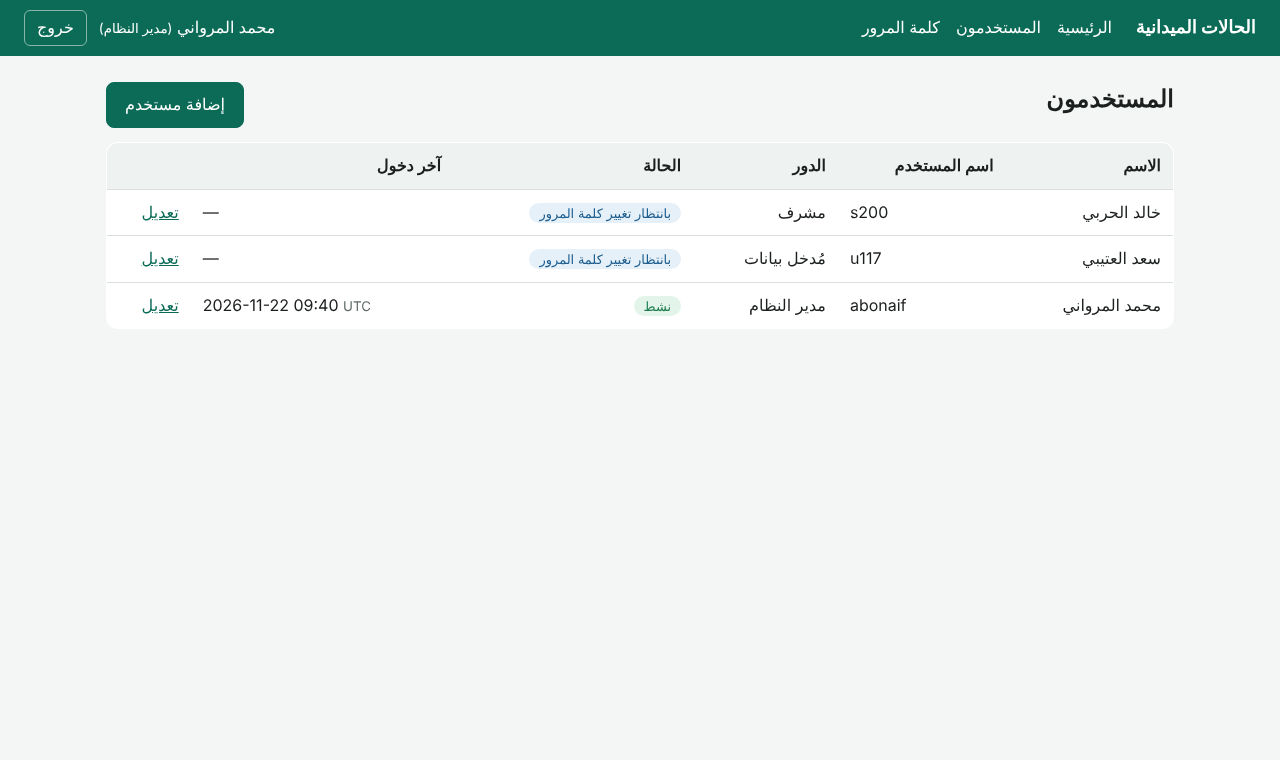 الحالات الميدانية الرئيسية المستخدمون كلمة المرور محمد المرواني (مدير النظام) خروج
المستخدمون إضافة مستخدم
الاسم اسم المستخدم الدور الحالة آخر دخول
خالد الحربي s200 مشرف بانتظار تغيير كلمة المرور — تعديل
سعد العتيبي u117 مُدخل بيانات بانتظار تغيير كلمة المرور — تعديل
محمد المرواني abonaif مدير النظام نشط 2026-11-22 09:40 UTC تعديل